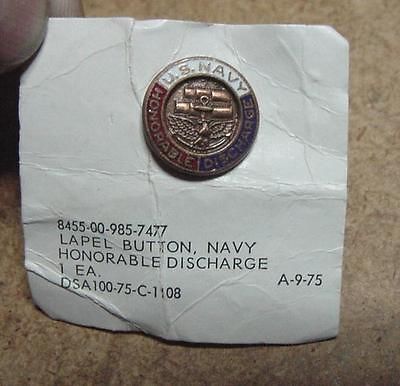 U.S. NAVY
HONORABLE DISCHARGE
8455-00-985-7477
LAPEL BUTTON, NAVY
HONORABLE DISCHARGE
1 EA. A-9-75
DSA100-75-C-1108